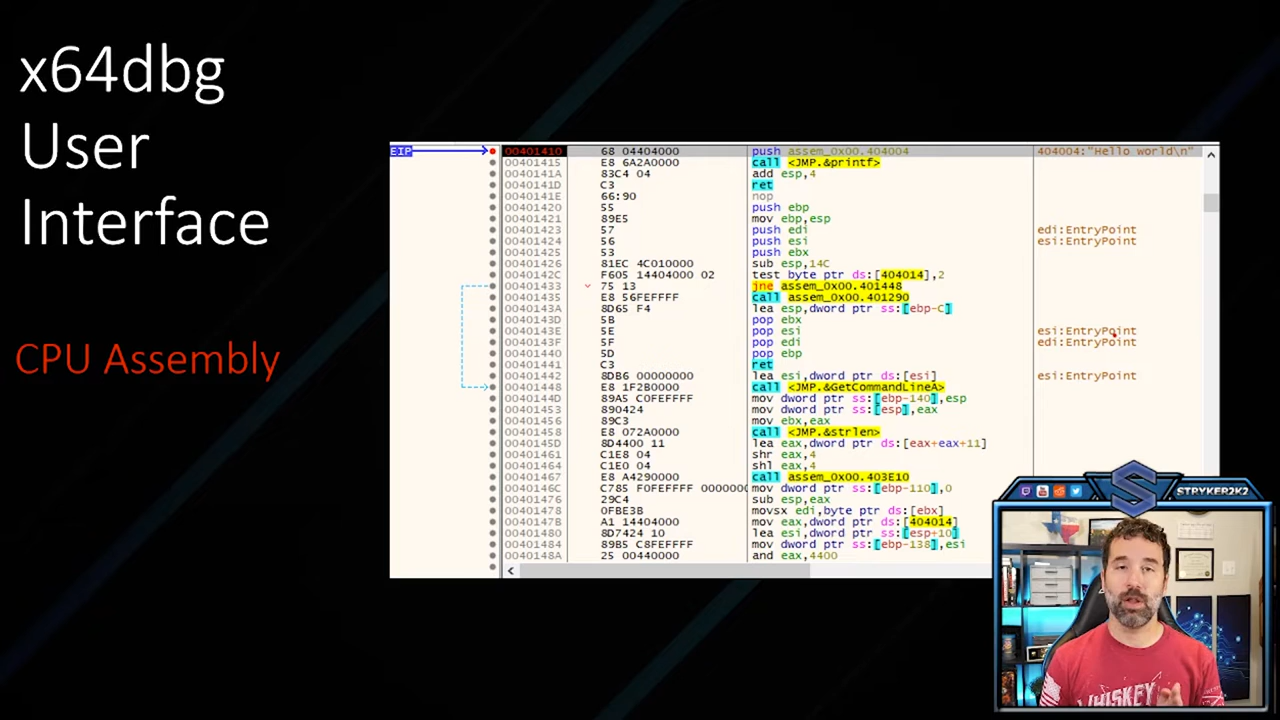 x64dbg
User
Interface
CPU Assembly
EIP
00401410 68 04404000 push assem_0x00.404004 404004:"Hello world\n"
00401415 E8 6A2A0000 call <JMP.&printf>
0040141A 83C4 04 add esp,4
0040141D C3 ret
0040141E 66:90 nop
00401420 55 push ebp
00401421 89E5 mov ebp,esp
00401423 57 push edi edi:EntryPoint
00401424 56 push esi esi:EntryPoint
00401425 53 push ebx
00401426 81EC 4C010000 sub esp,14C
0040142C F605 14404000 02 test byte ptr ds:[404014],2
00401433 75 13 jne assem_0x00.401448
00401435 E8 56FEFFFF call assem_0x00.401290
0040143A 8D65 F4 lea esp,dword ptr ss:[ebp-C]
0040143D 5B pop ebx
0040143E 5E pop esi esi:EntryPoint
0040143F 5F pop edi edi:EntryPoint
00401440 5D pop ebp
00401441 C3 ret
00401442 8DB6 00000000 lea esi,dword ptr ds:[esi] esi:EntryPoint
00401448 E8 1F2B0000 call <JMP.&GetCommandLineA>
0040144D 89A5 C0FEFFFF mov dword ptr ss:[ebp-140],esp
00401453 890424 mov dword ptr ss:[esp],eax
00401456 89C3 mov ebx,eax
00401458 E8 072A0000 call <JMP.&strlen>
0040145D 8D4400 11 lea eax,dword ptr ds:[eax+eax+11]
00401461 C1E8 04 shr eax,4
00401464 C1E0 04 shl eax,4
00401467 E8 A4290000 call assem_0x00.403E10
0040146C C785 F0FEFFFF 0000000 mov dword ptr ss:[ebp-110],0
00401476 29C4 sub esp,eax
00401478 0FBE3B movsx edi,byte ptr ds:[ebx]
0040147B A1 14404000 mov eax,dword ptr ds:[404014]
00401480 8D7424 10 lea esi,dword ptr ss:[esp+10]
00401484 89B5 C8FEFFFF mov dword ptr ss:[ebp-138],esi
0040148A 25 00440000 and eax,4400
STRYKER2K2
WHISKEY